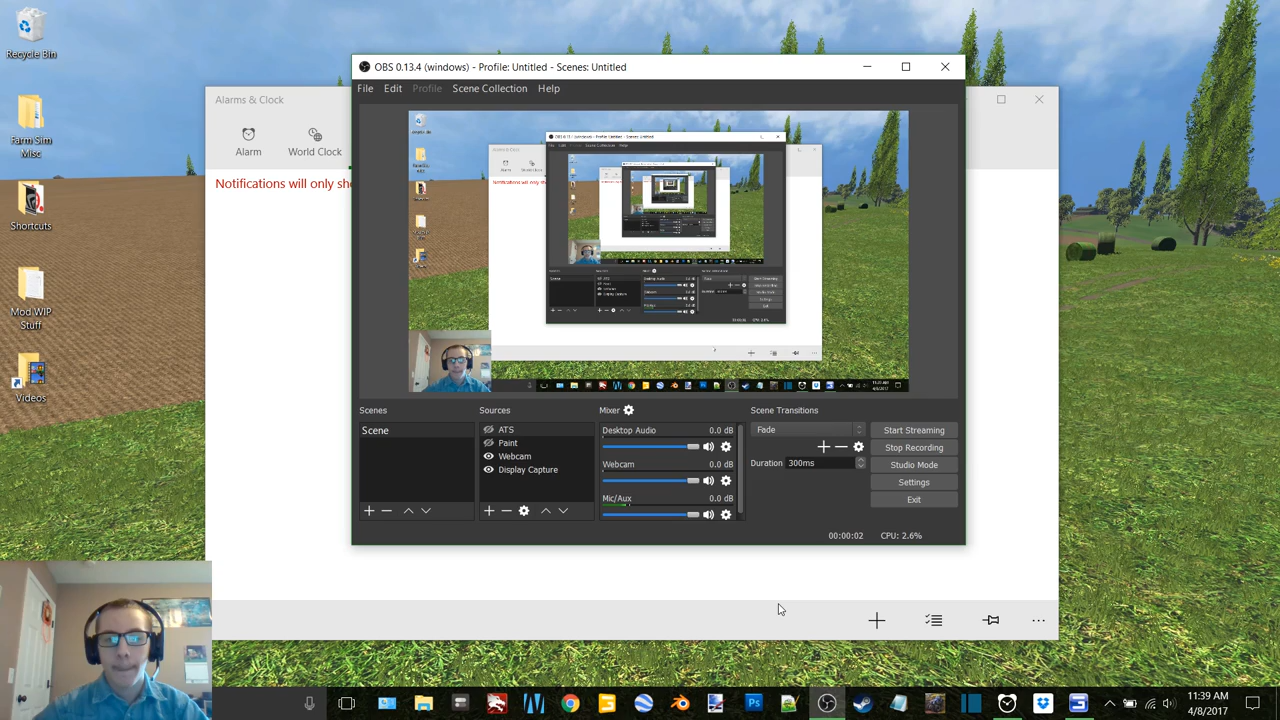 Recycle Bin
Farm Sim
Misc
Shortcuts
Mod WIP
Stuff
Videos
Alarms & Clock
Alarm
World Clock
Notifications will only sho
OBS 0.13.4 (windows) - Profile: Untitled - Scenes: Untitled
File Edit Profile Scene Collection Help
Scenes
Scene
Sources
ATS
Paint
Webcam
Display Capture
Mixer
Desktop Audio 0.0 dB
Webcam 0.0 dB
Mic/Aux 0.0 dB
Scene Transitions
Fade
Duration 300ms
Start Streaming
Stop Recording
Studio Mode
Settings
Exit
00:00:02 CPU: 2.6%
Ps
11:39 AM
4/8/2017